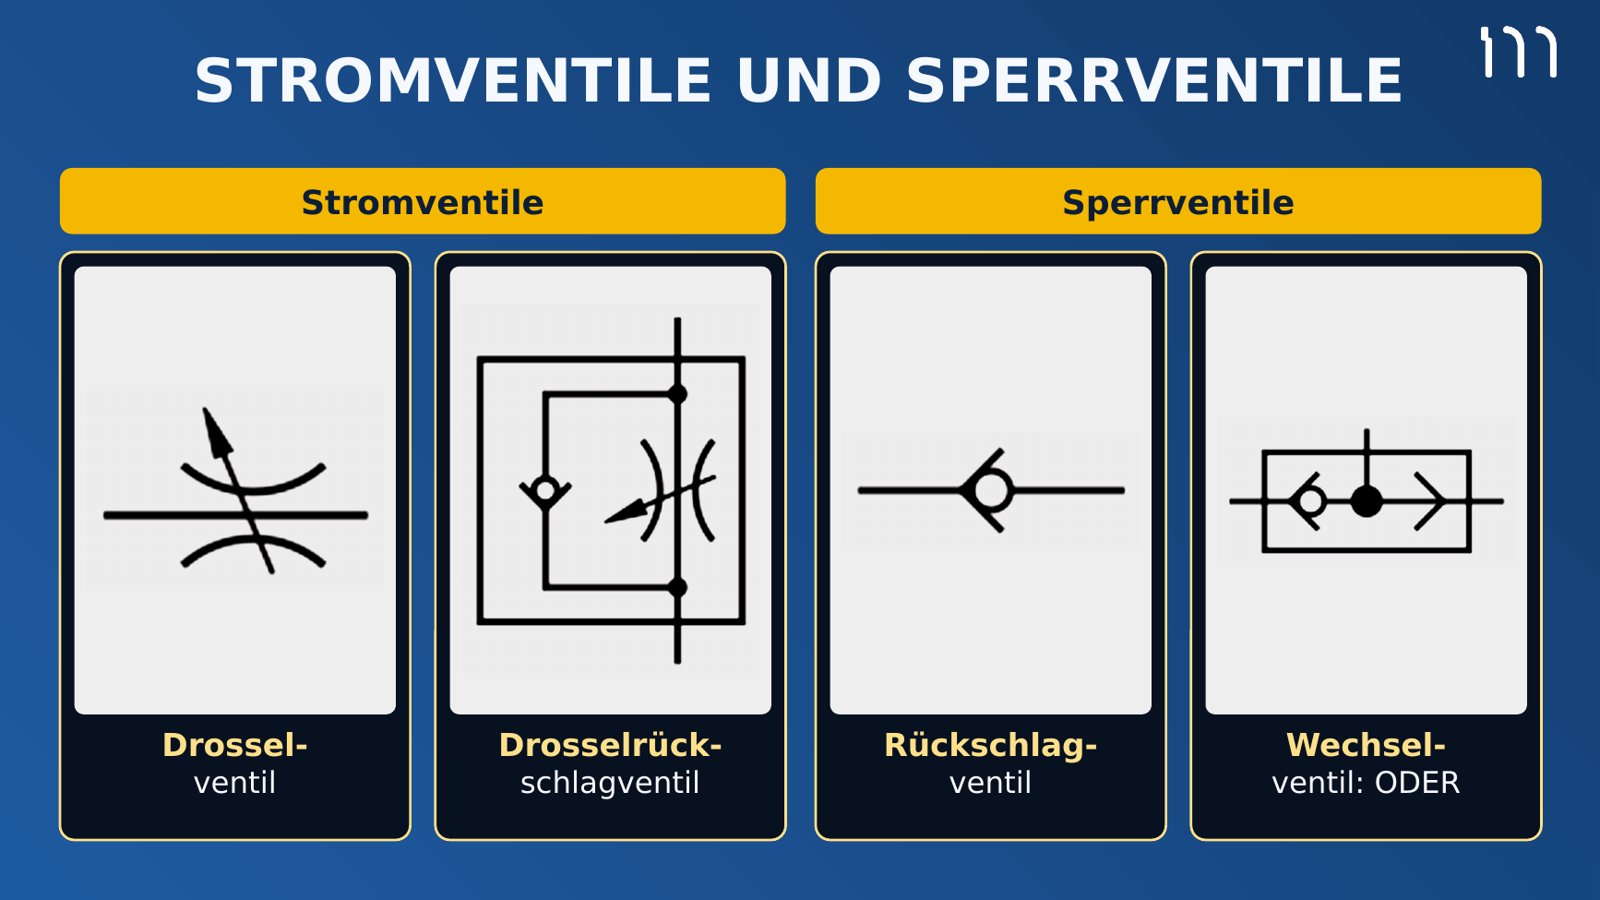 STROMVENTILE UND SPERRVENTILE
Stromventile
Sperrventile
Drossel-
ventil
Drosselrück-
schlagventil
Rückschlag-
ventil
Wechsel-
ventil: ODER